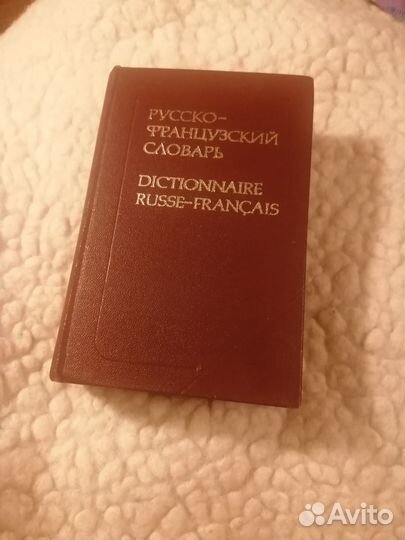 РУССКО-
ФРАНЦУЗСКИЙ
СЛОВАРЬ
DICTIONNAIRE
RUSSE-FRANÇAIS
Avito